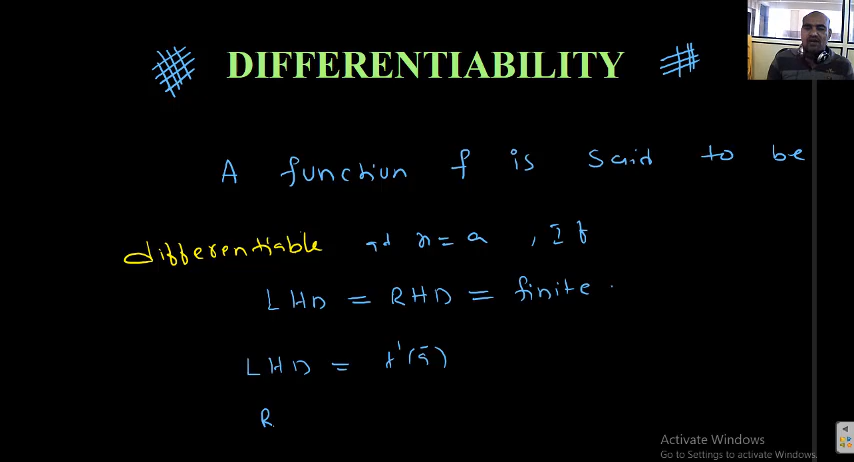 DIFFERENTIABILITY
A function f is said to be
differentiable at x = a , If
LHD = RHD = finite .
LHD = f'(a⁻)
R
Activate Windows
Go to Settings to activate Windows.